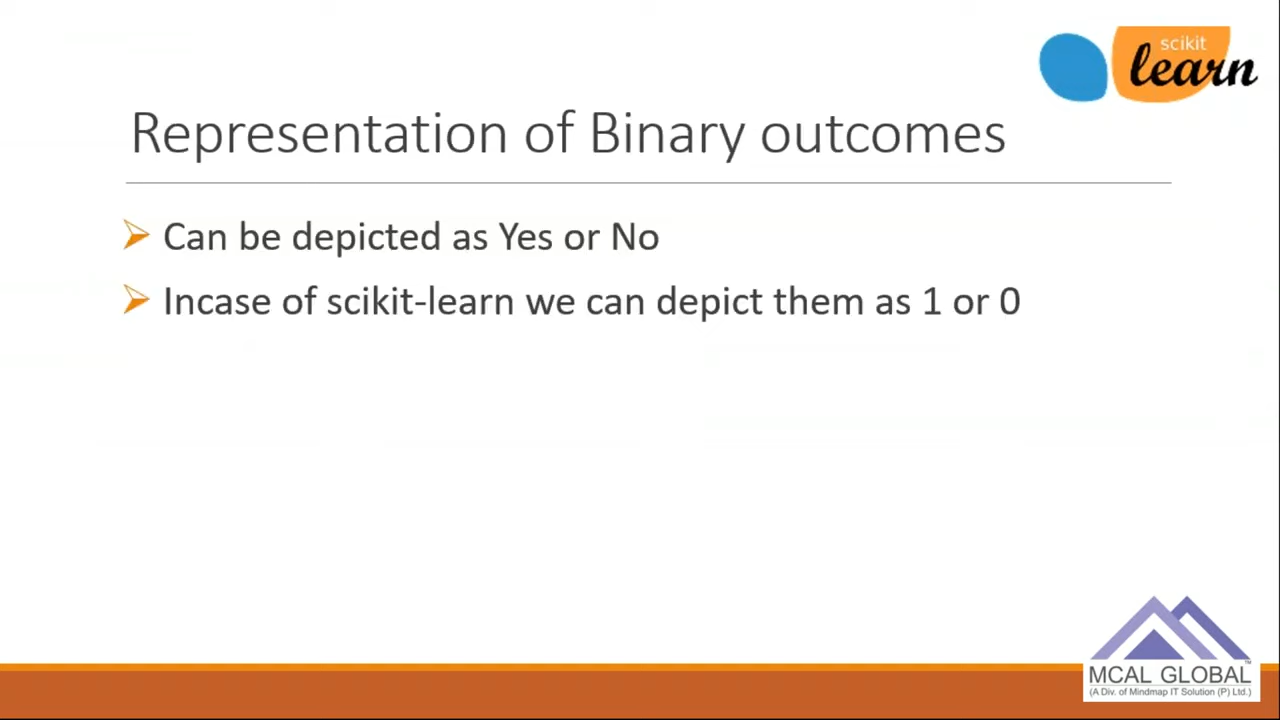 scikit
learn
Representation of Binary outcomes
Can be depicted as Yes or No
Incase of scikit-learn we can depict them as 1 or 0
MCAL GLOBAL™
(A Div. of Mindmap IT Solution (P) Ltd.)